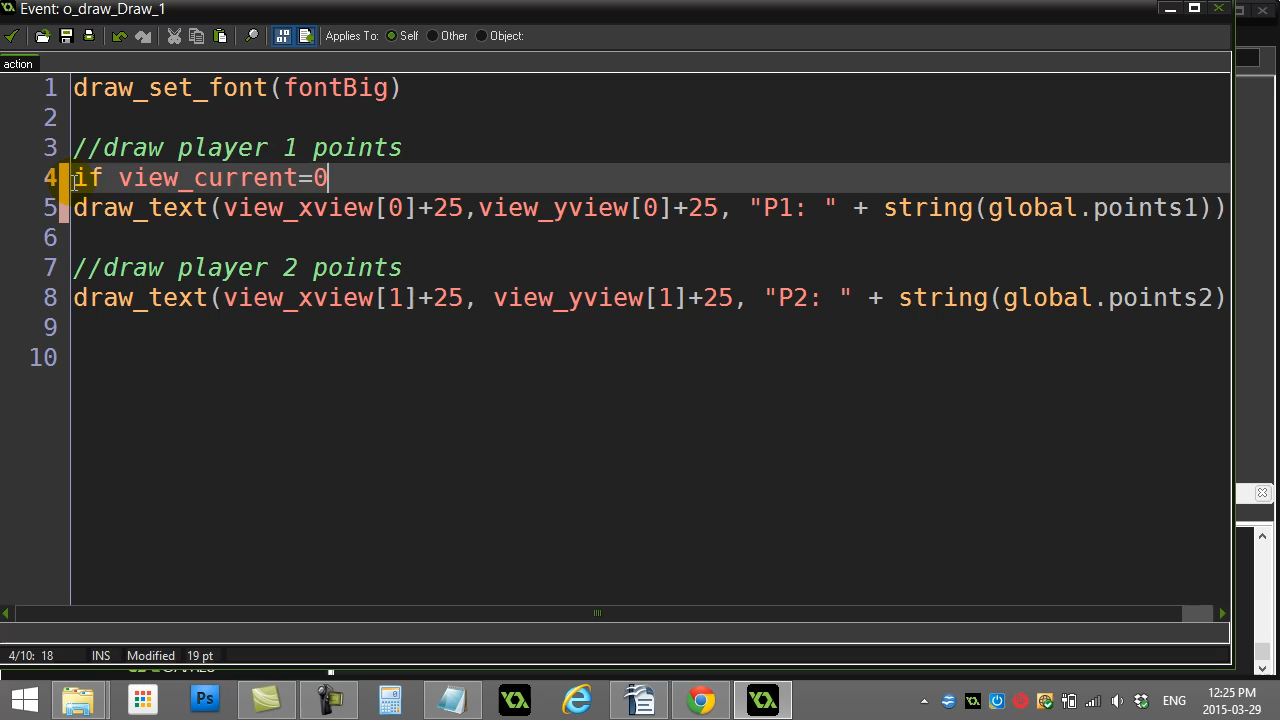 Event: o_draw_Draw_1
Applies To: Self Other Object:
action
1 draw_set_font(fontBig)
2
3 //draw player 1 points
4 if view_current=0
5 draw_text(view_xview[0]+25,view_yview[0]+25, "P1: " + string(global.points1))
6
7 //draw player 2 points
8 draw_text(view_xview[1]+25, view_yview[1]+25, "P2: " + string(global.points2)
9
10
4/10: 18 INS Modified 19 pt
Ps
ENG
12:25 PM
2015-03-29